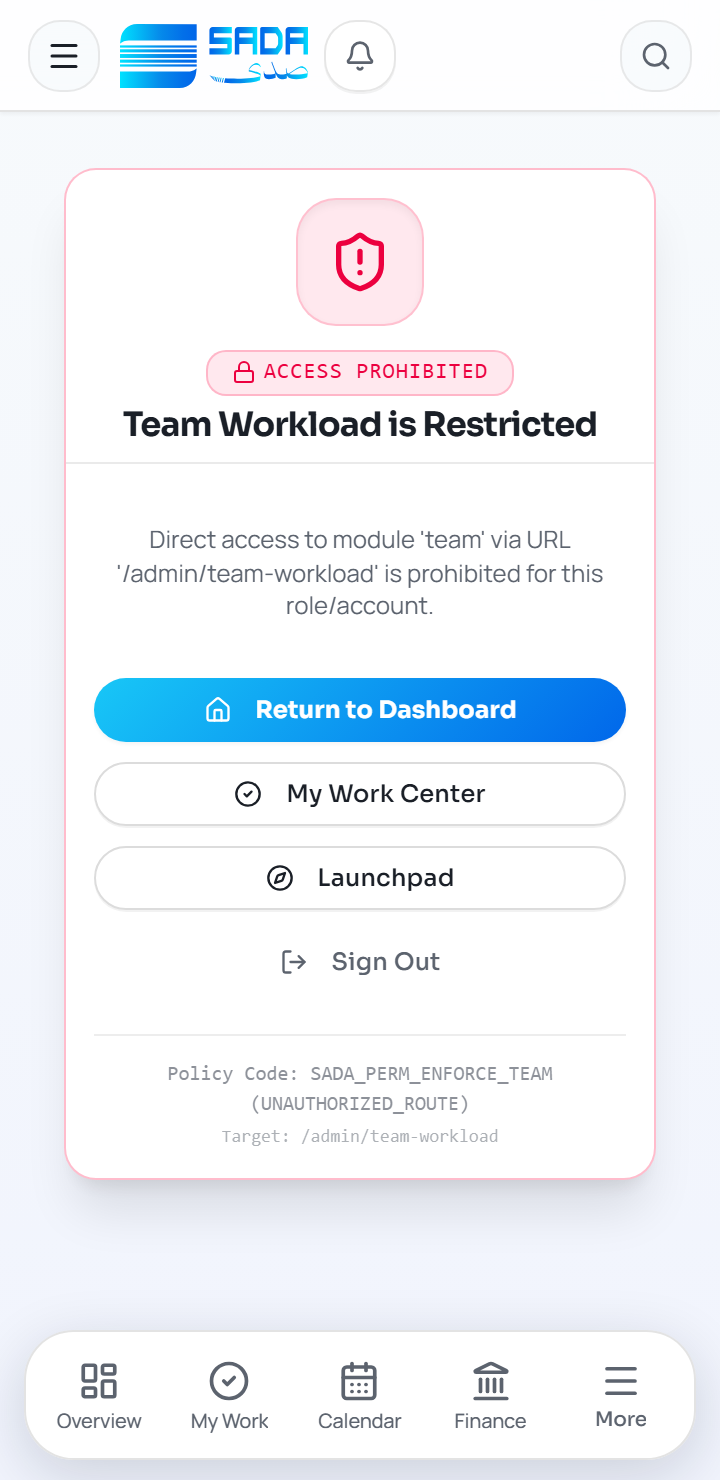 SADA
صدى
ACCESS PROHIBITED
Team Workload is Restricted
Direct access to module 'team' via URL
'/admin/team-workload' is prohibited for this
role/account.
Return to Dashboard
My Work Center
Launchpad
Sign Out
Policy Code: SADA_PERM_ENFORCE_TEAM
(UNAUTHORIZED_ROUTE)
Target: /admin/team-workload
Overview
My Work
Calendar
Finance
More